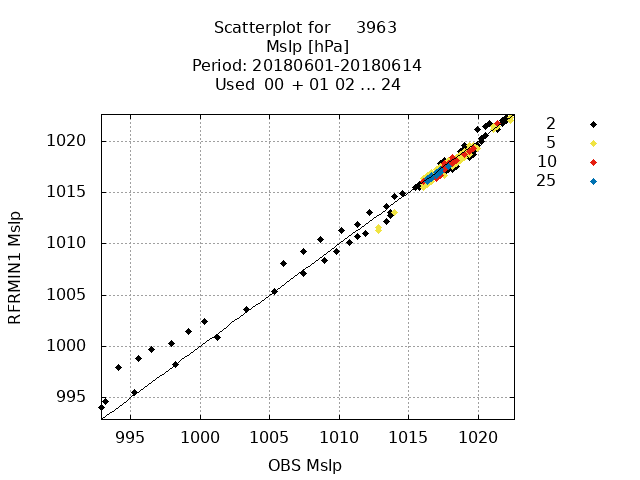 Scatterplot for 3963
Mslp [hPa]
Period: 20180601-20180614
Used 00 + 01 02 ... 24
2
5
10
25
1020
1015
1010
1005
1000
995
RFRMIN1 Mslp
995 1000 1005 1010 1015 1020
OBS Mslp